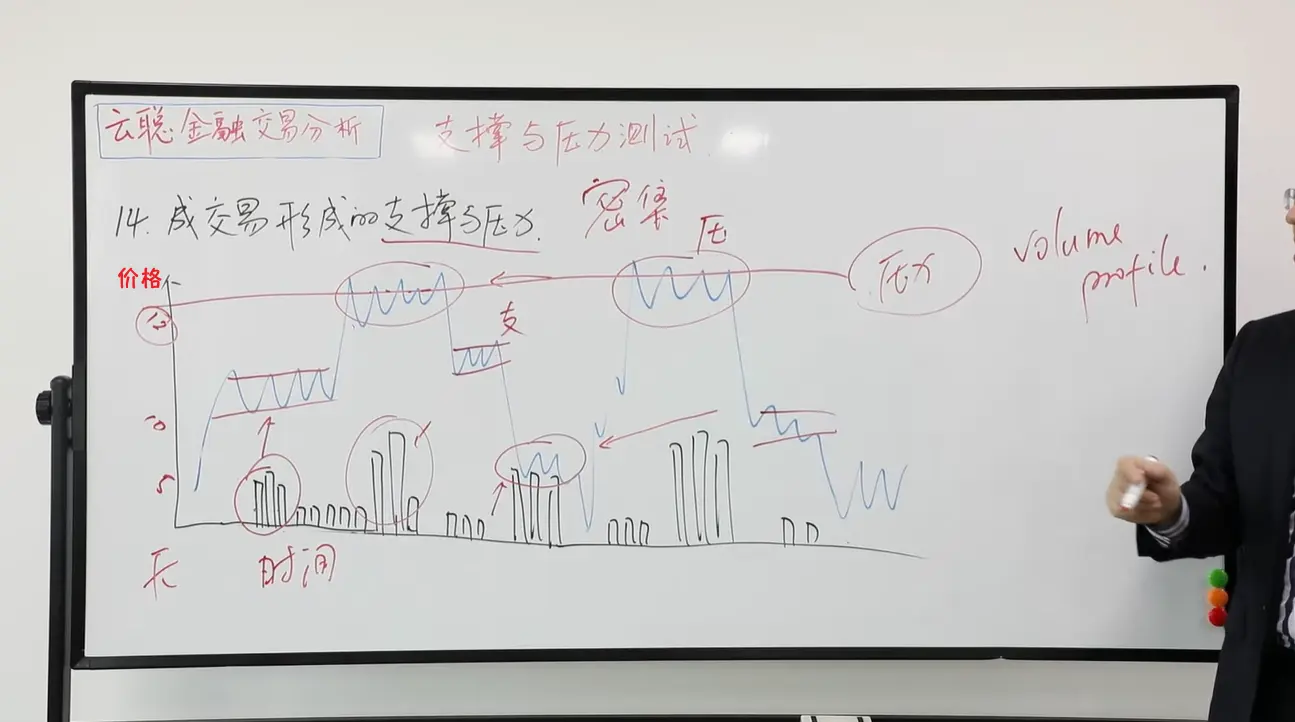 云聪金融交易分析
支撑与压力测试
14. 成交易形成的支撑与压力.
密集
压
价格
支
压力
volume
profile.
10
5
长
时间